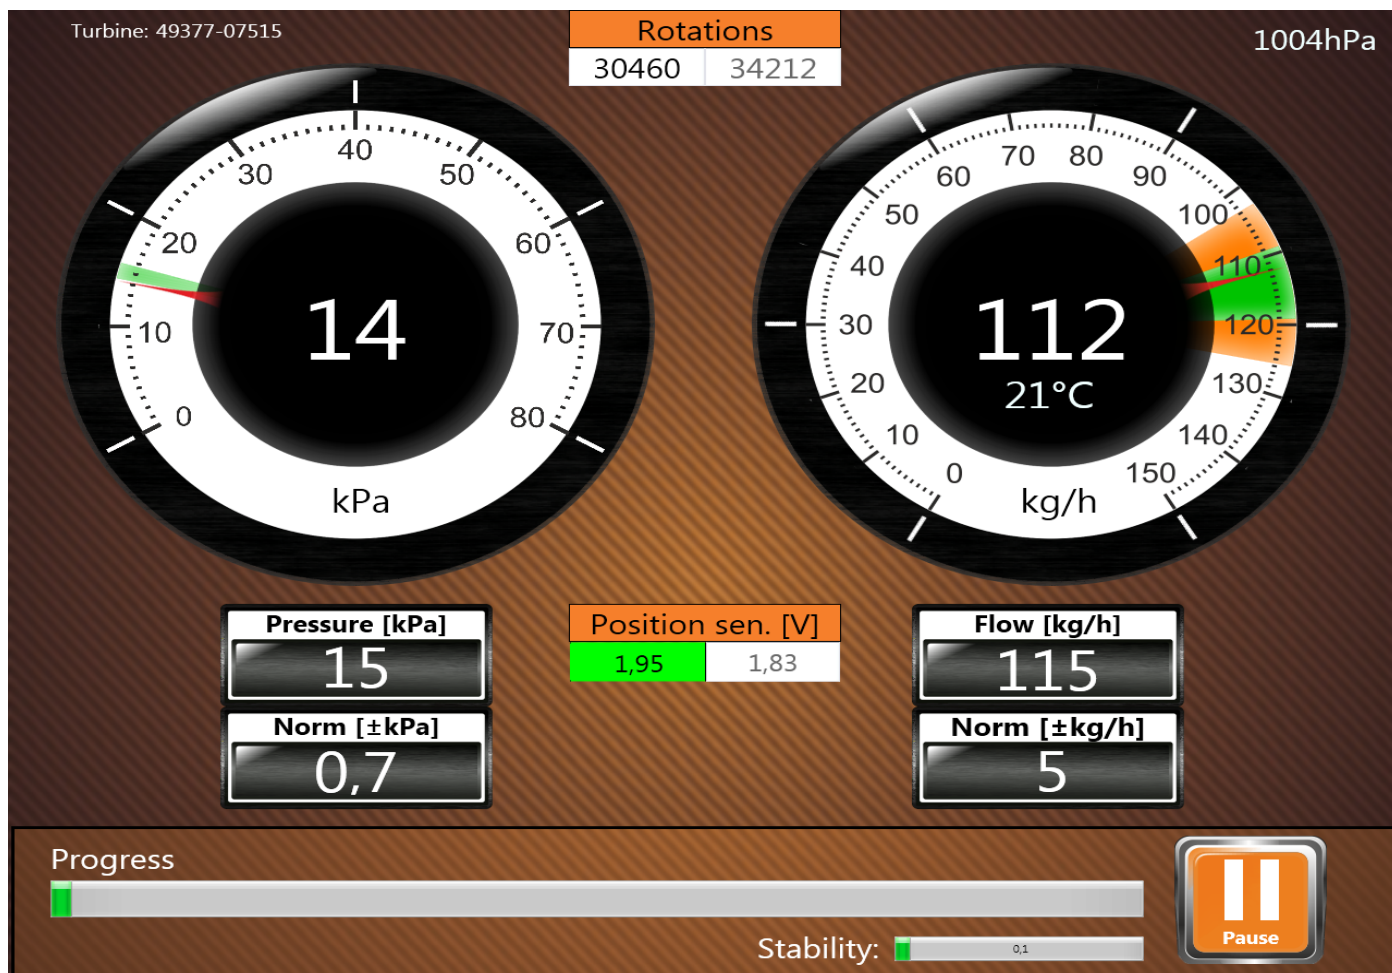 Turbine: 49377-07515
Rotations
30460 34212
1004hPa
0 10 20 30 40 50 60 70 80
14
kPa
0 10 20 30 40 50 60 70 80 90 100 110 120 130 140 150
112
21°C
kg/h
Pressure [kPa]
15
Norm [±kPa]
0,7
Position sen. [V]
1,95 1,83
Flow [kg/h]
115
Norm [±kg/h]
5
Progress
Stability: 0,1
Pause